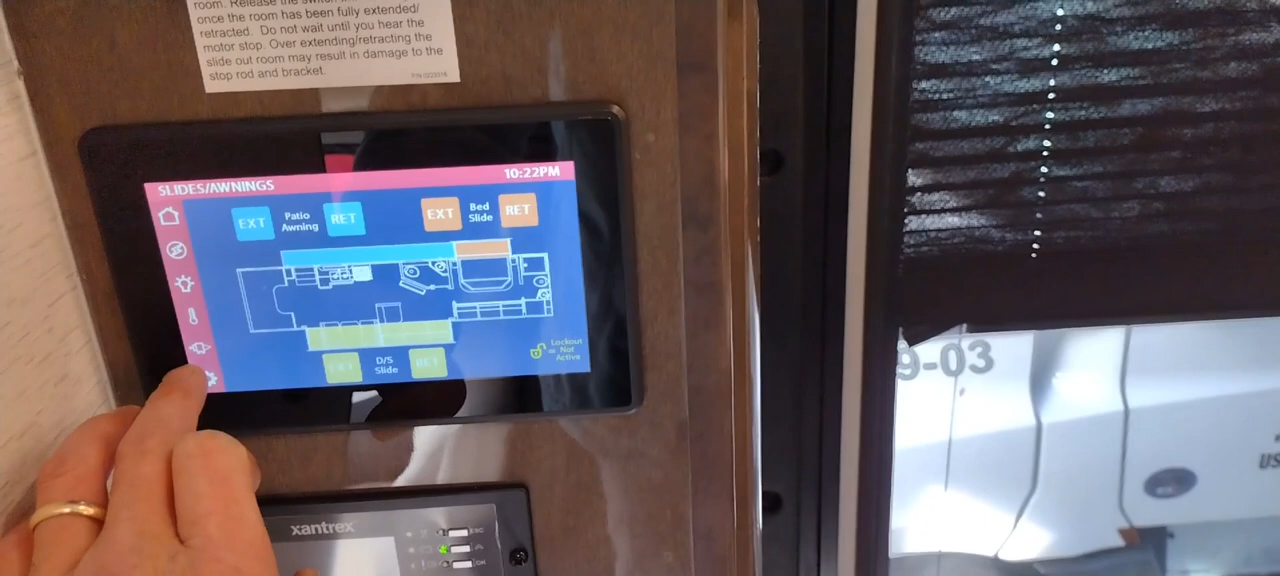 room. Release the switch
once the room has been fully extended/
retracted. Do not wait until you hear the
motor stop. Over extending/retracting the
slide out room may result in damage to the
stop rod and bracket.
SLIDES/AWNINGS
10:22PM
EXT
Patio
Awning
RET
EXT
Bed
Slide
RET
EXT
D/S
Slide
RET
Lockout
Not
Active
xantrex
ESC
OK
9-03
US